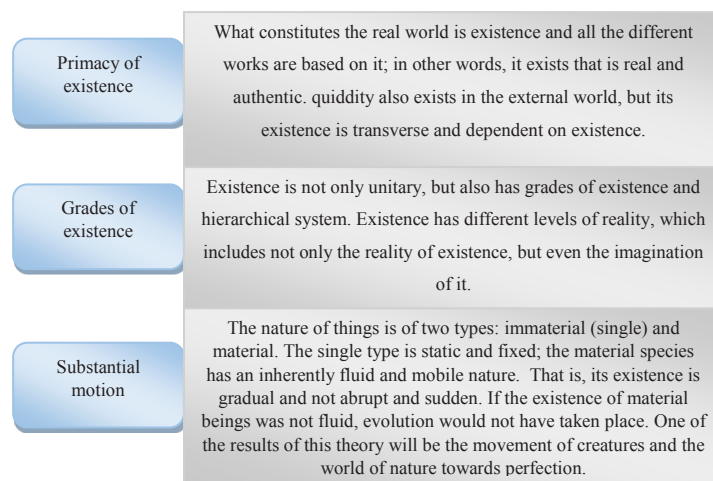 Primacy of
existence
What constitutes the real world is existence and all the different
works are based on it; in other words, it exists that is real and
authentic. quiddity also exists in the external world, but its
existence is transverse and dependent on existence.
Grades of
existence
Existence is not only unitary, but also has grades of existence and
hierarchical system. Existence has different levels of reality, which
includes not only the reality of existence, but even the imagination
of it.
Substantial
motion
The nature of things is of two types: immaterial (single) and
material. The single type is static and fixed; the material species
has an inherently fluid and mobile nature.  That is, its existence is
gradual and not abrupt and sudden. If the existence of material
beings was not fluid, evolution would not have taken place. One of
the results of this theory will be the movement of creatures and the
world of nature towards perfection.